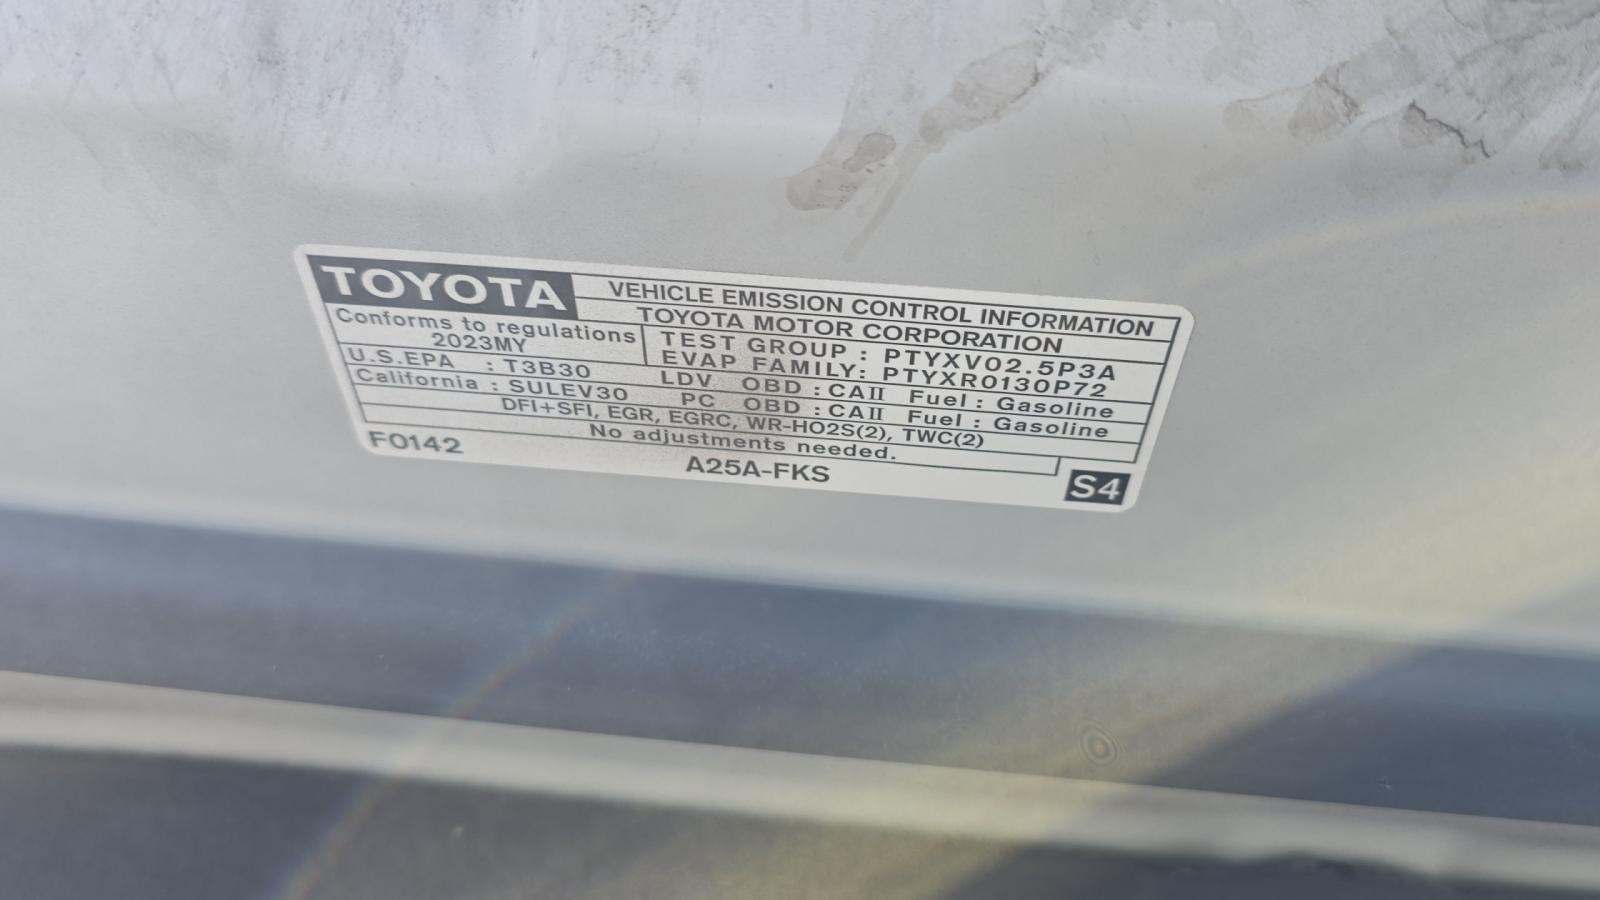 TOYOTA VEHICLE EMISSION CONTROL INFORMATION
TOYOTA MOTOR CORPORATION
Conforms to regulations
2023MY
TEST GROUP : PTYXV02.5P3A
EVAP FAMILY: PTYXR0130P72
U.S.EPA : T3B30 LDV OBD : CAII Fuel : Gasoline
California : SULEV30 PC OBD : CAII Fuel : Gasoline
DFI+SFI, EGR, EGRC, WR-HO2S(2), TWC(2)
No adjustments needed.
F0142 A25A-FKS S4